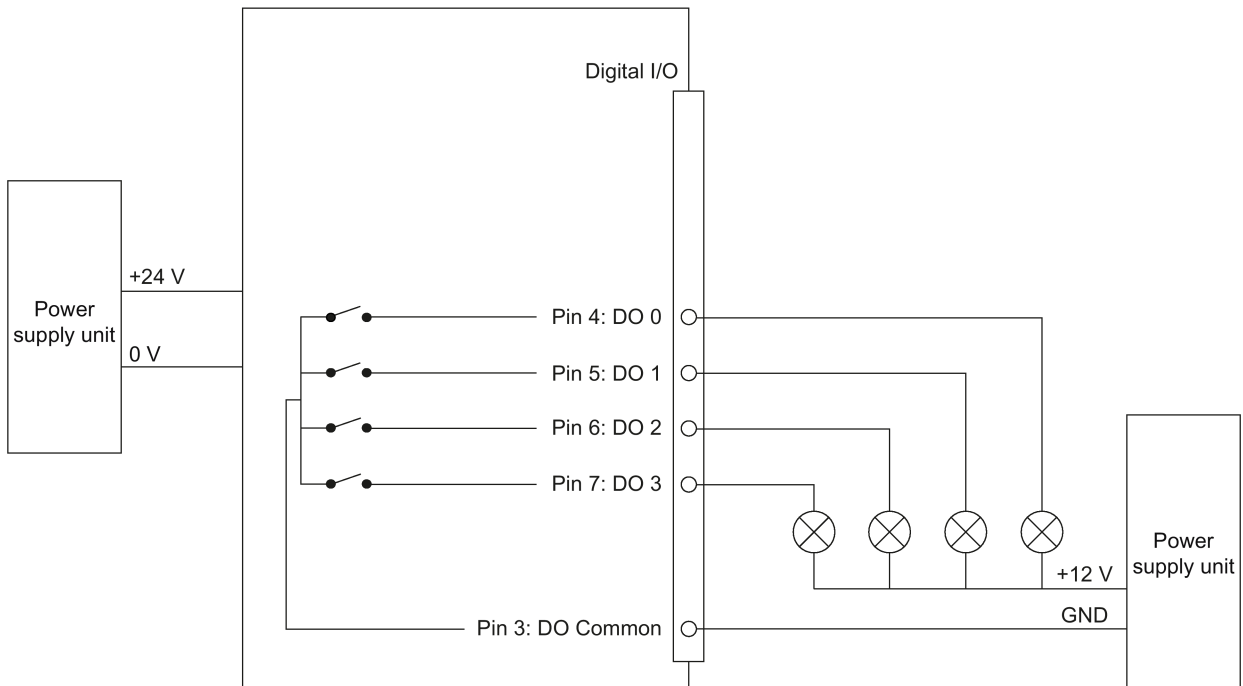 Digital I/O
Power
supply unit
+24 V
0 V
Pin 4: DO 0
Pin 5: DO 1
Pin 6: DO 2
Pin 7: DO 3
Pin 3: DO Common
+12 V
GND
Power
supply unit